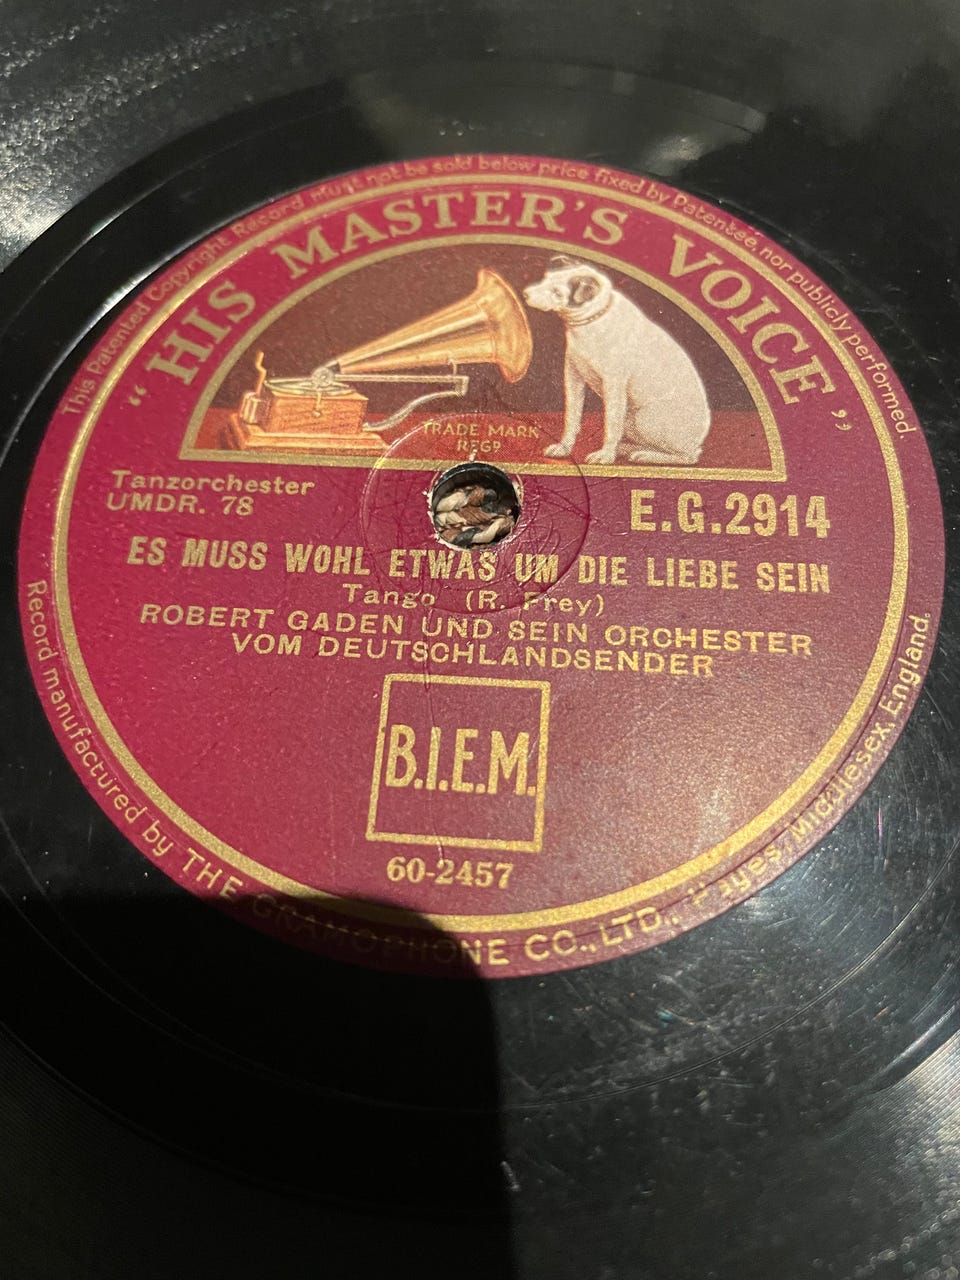 This Patented Copyright Record must not be sold below price fixed by Patentee, nor publicly performed.
"HIS MASTER'S VOICE"
TRADE MARK
REGD
Tanzorchester
UMDR. 78
E.G.2914
ES MUSS WOHL ETWAS UM DIE LIEBE SEIN
Tango (R. Frey)
ROBERT GADEN UND SEIN ORCHESTER
VOM DEUTSCHLANDSENDER
B.I.E.M.
60-2457
Record manufactured by THE GRAMOPHONE CO., LTD., Hayes, Middlesex, England.